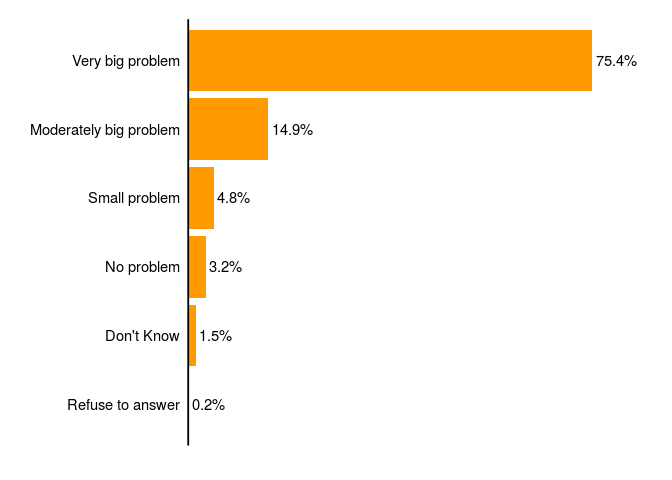 Very big problem 75.4%
Moderately big problem 14.9%
Small problem 4.8%
No problem 3.2%
Don't Know 1.5%
Refuse to answer 0.2%